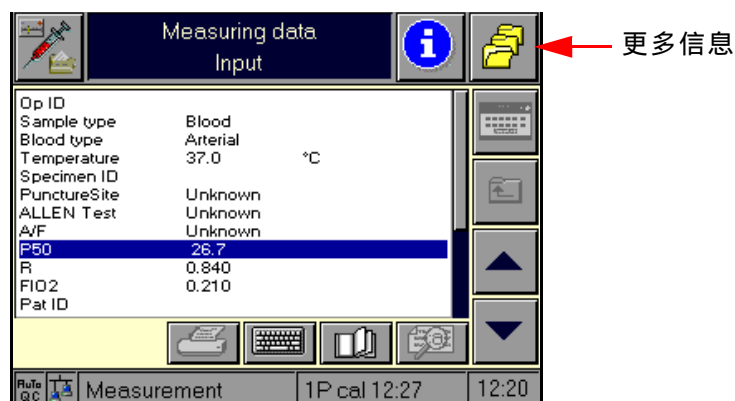 Measuring data
Input
i
更多信息
Op ID
Sample type Blood
Blood type Arterial
Temperature 37.0 °C
Specimen ID
PunctureSite Unknown
ALLEN Test Unknown
A/F Unknown
P50 26.7
R 0.840
FIO2 0.210
Pat ID
AuTo
QC
Measurement
1P cal 12:27
12:20